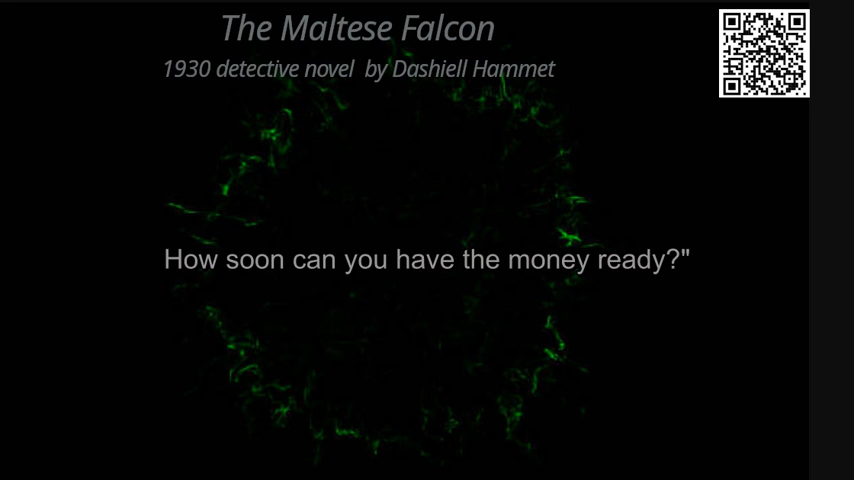 The Maltese Falcon
1930 detective novel by Dashiell Hammet
How soon can you have the money ready?"